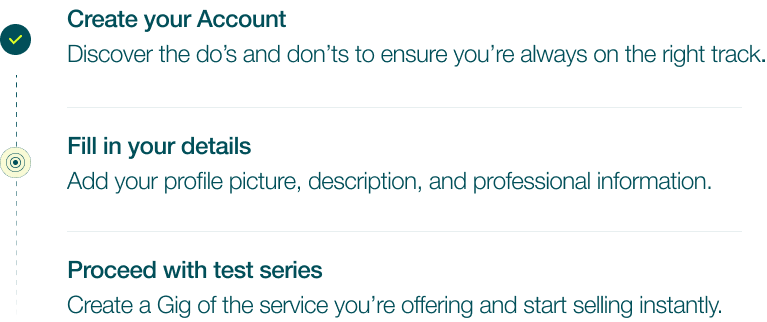 Create your Account
Discover the do’s and don’ts to ensure you’re always on the right track.
Fill in your details
Add your profile picture, description, and professional information.
Proceed with test series
Create a Gig of the service you’re offering and start selling instantly.